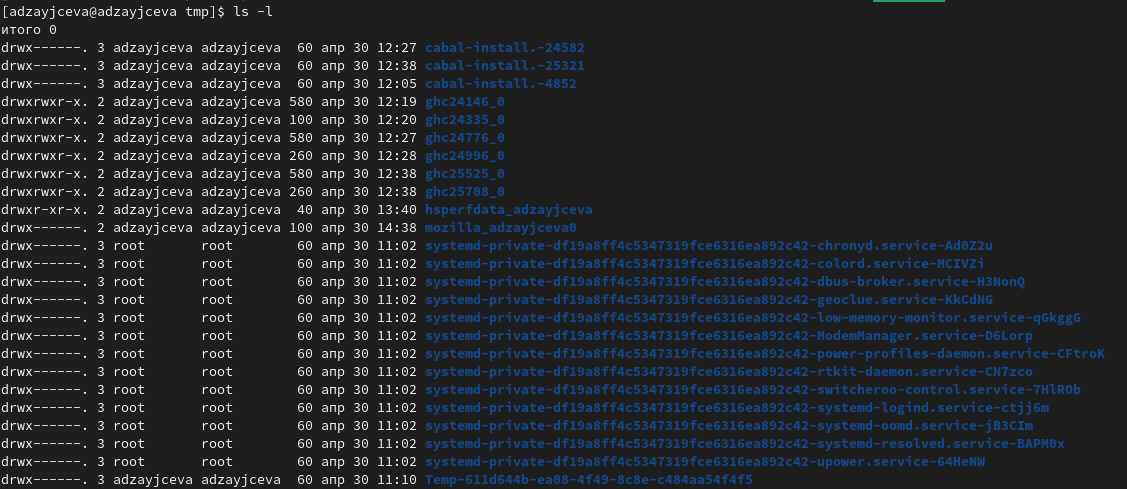 [adzayjceva@adzayjceva tmp]$ ls -l
итого 0
drwx------. 3 adzayjceva adzayjceva  60 апр 30 12:27 cabal-install.-24582
drwx------. 3 adzayjceva adzayjceva  60 апр 30 12:38 cabal-install.-25321
drwx------. 3 adzayjceva adzayjceva  60 апр 30 12:05 cabal-install.-4852
drwxrwxr-x. 2 adzayjceva adzayjceva 580 апр 30 12:19 ghc24146_0
drwxrwxr-x. 2 adzayjceva adzayjceva 100 апр 30 12:20 ghc24335_0
drwxrwxr-x. 2 adzayjceva adzayjceva 580 апр 30 12:27 ghc24776_0
drwxrwxr-x. 2 adzayjceva adzayjceva 260 апр 30 12:28 ghc24996_0
drwxrwxr-x. 2 adzayjceva adzayjceva 580 апр 30 12:38 ghc25525_0
drwxrwxr-x. 2 adzayjceva adzayjceva 260 апр 30 12:38 ghc25708_0
drwxr-xr-x. 2 adzayjceva adzayjceva  40 апр 30 13:40 hsperfdata_adzayjceva
drwx------. 2 adzayjceva adzayjceva 100 апр 30 14:38 mozilla_adzayjceva0
drwx------. 3 root       root        60 апр 30 11:02 systemd-private-df19a8ff4c5347319fce6316ea892c42-chronyd.service-Ad0Z2u
drwx------. 3 root       root        60 апр 30 11:02 systemd-private-df19a8ff4c5347319fce6316ea892c42-colord.service-MCIVZi
drwx------. 3 root       root        60 апр 30 11:02 systemd-private-df19a8ff4c5347319fce6316ea892c42-dbus-broker.service-H3NonQ
drwx------. 3 root       root        60 апр 30 11:02 systemd-private-df19a8ff4c5347319fce6316ea892c42-geoclue.service-KkCdNG
drwx------. 3 root       root        60 апр 30 11:02 systemd-private-df19a8ff4c5347319fce6316ea892c42-low-memory-monitor.service-qGkggG
drwx------. 3 root       root        60 апр 30 11:02 systemd-private-df19a8ff4c5347319fce6316ea892c42-ModemManager.service-D6Lorp
drwx------. 3 root       root        60 апр 30 11:02 systemd-private-df19a8ff4c5347319fce6316ea892c42-power-profiles-daemon.service-CFtroK
drwx------. 3 root       root        60 апр 30 11:02 systemd-private-df19a8ff4c5347319fce6316ea892c42-rtkit-daemon.service-CN7zco
drwx------. 3 root       root        60 апр 30 11:02 systemd-private-df19a8ff4c5347319fce6316ea892c42-switcheroo-control.service-7HlROb
drwx------. 3 root       root        60 апр 30 11:02 systemd-private-df19a8ff4c5347319fce6316ea892c42-systemd-logind.service-ctjj6m
drwx------. 3 root       root        60 апр 30 11:02 systemd-private-df19a8ff4c5347319fce6316ea892c42-systemd-oomd.service-jB3CIm
drwx------. 3 root       root        60 апр 30 11:02 systemd-private-df19a8ff4c5347319fce6316ea892c42-systemd-resolved.service-BAPM0x
drwx------. 3 root       root        60 апр 30 11:02 systemd-private-df19a8ff4c5347319fce6316ea892c42-upower.service-64HeNW
drwx------. 3 adzayjceva adzayjceva  60 апр 30 11:10 Temp-611d644b-ea08-4f49-8c8e-c484aa54f4f5